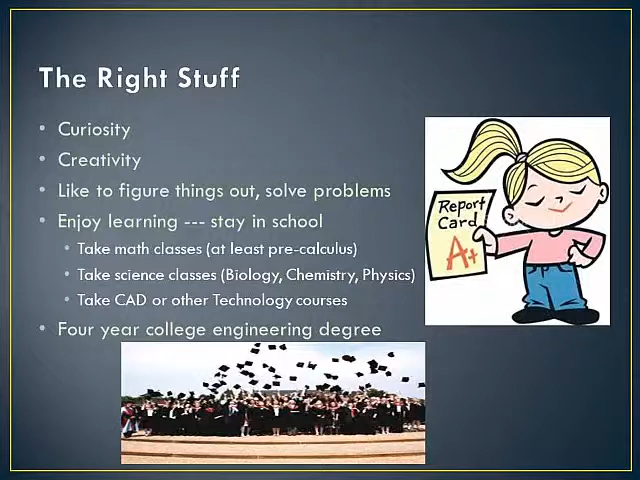 The Right Stuff
• Curiosity
• Creativity
• Like to figure things out, solve problems
• Enjoy learning --- stay in school
• Take math classes (at least pre-calculus)
• Take science classes (Biology, Chemistry, Physics)
• Take CAD or other Technology courses
• Four year college engineering degree
Report
Card
A+